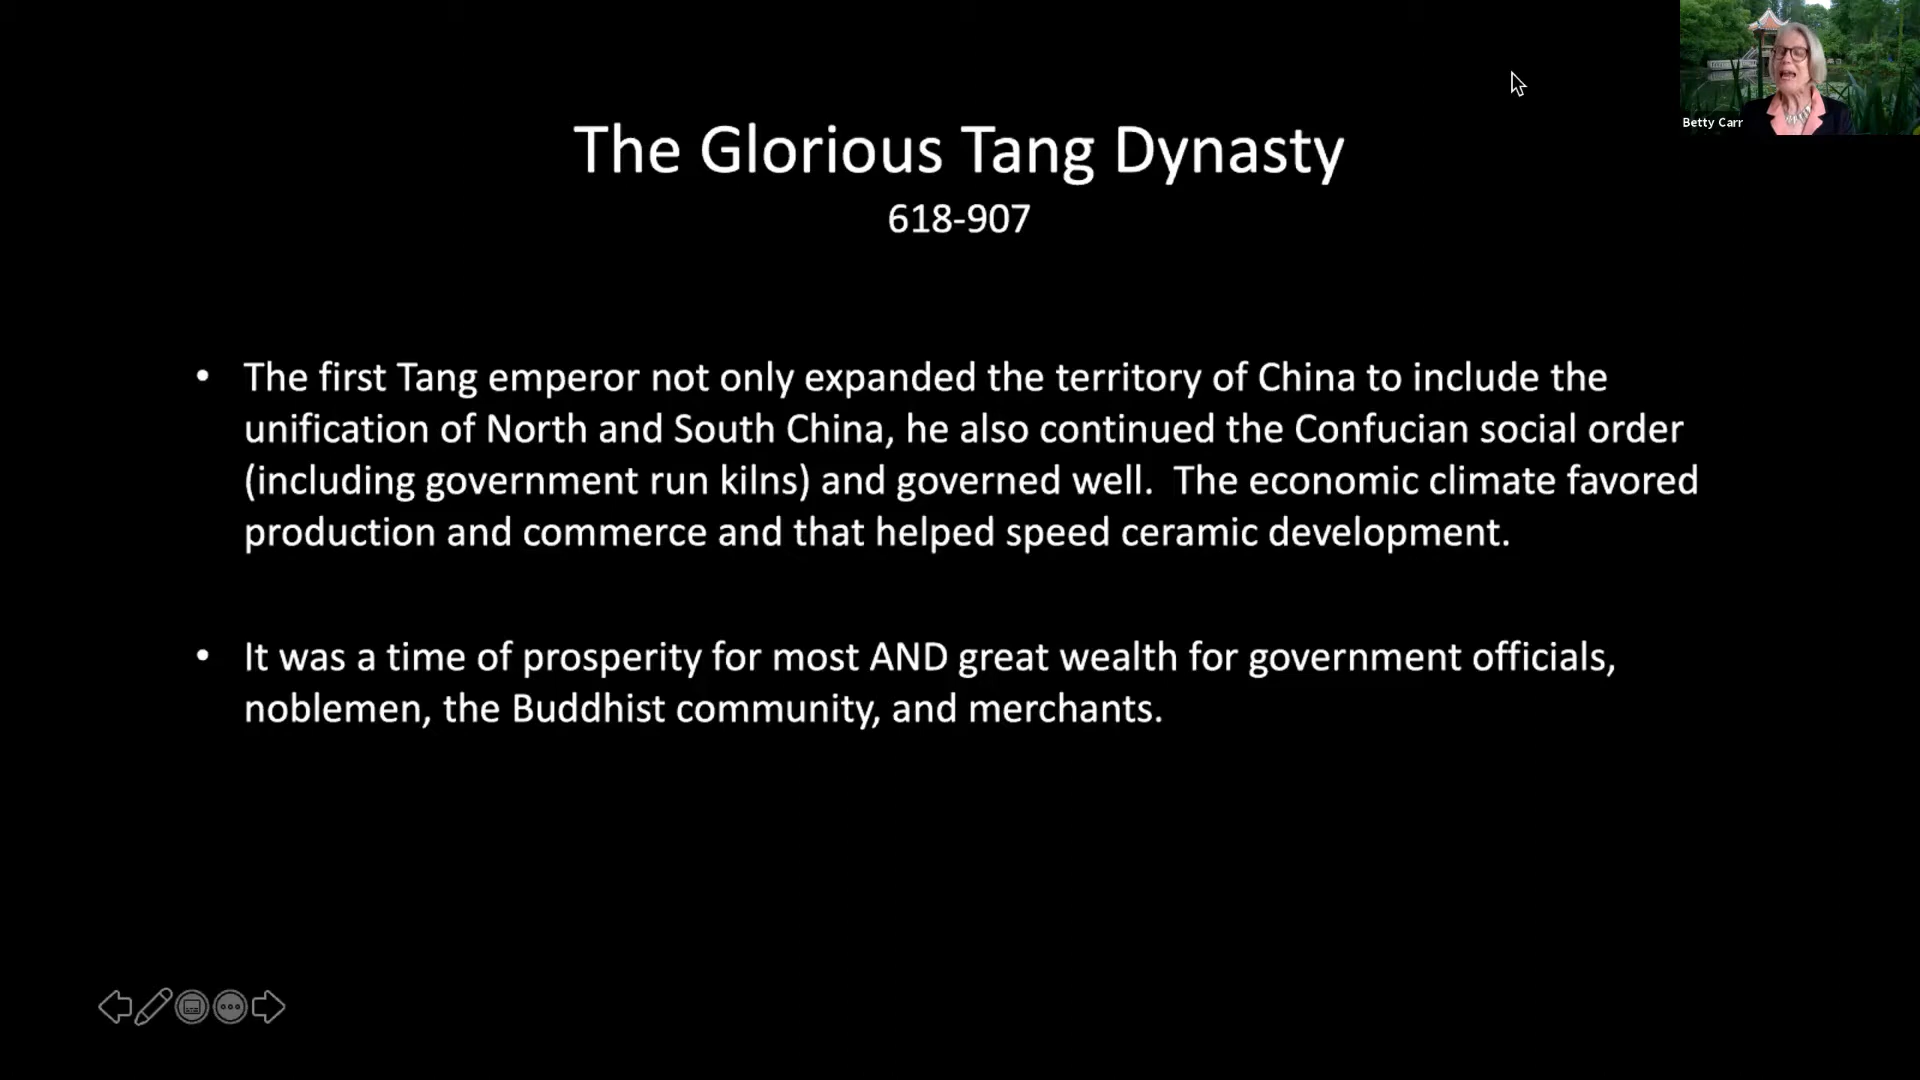 Betty Carr
The Glorious Tang Dynasty
618-907
• The first Tang emperor not only expanded the territory of China to include the
unification of North and South China, he also continued the Confucian social order
(including government run kilns) and governed well.  The economic climate favored
production and commerce and that helped speed ceramic development.
• It was a time of prosperity for most AND great wealth for government officials,
noblemen, the Buddhist community, and merchants.